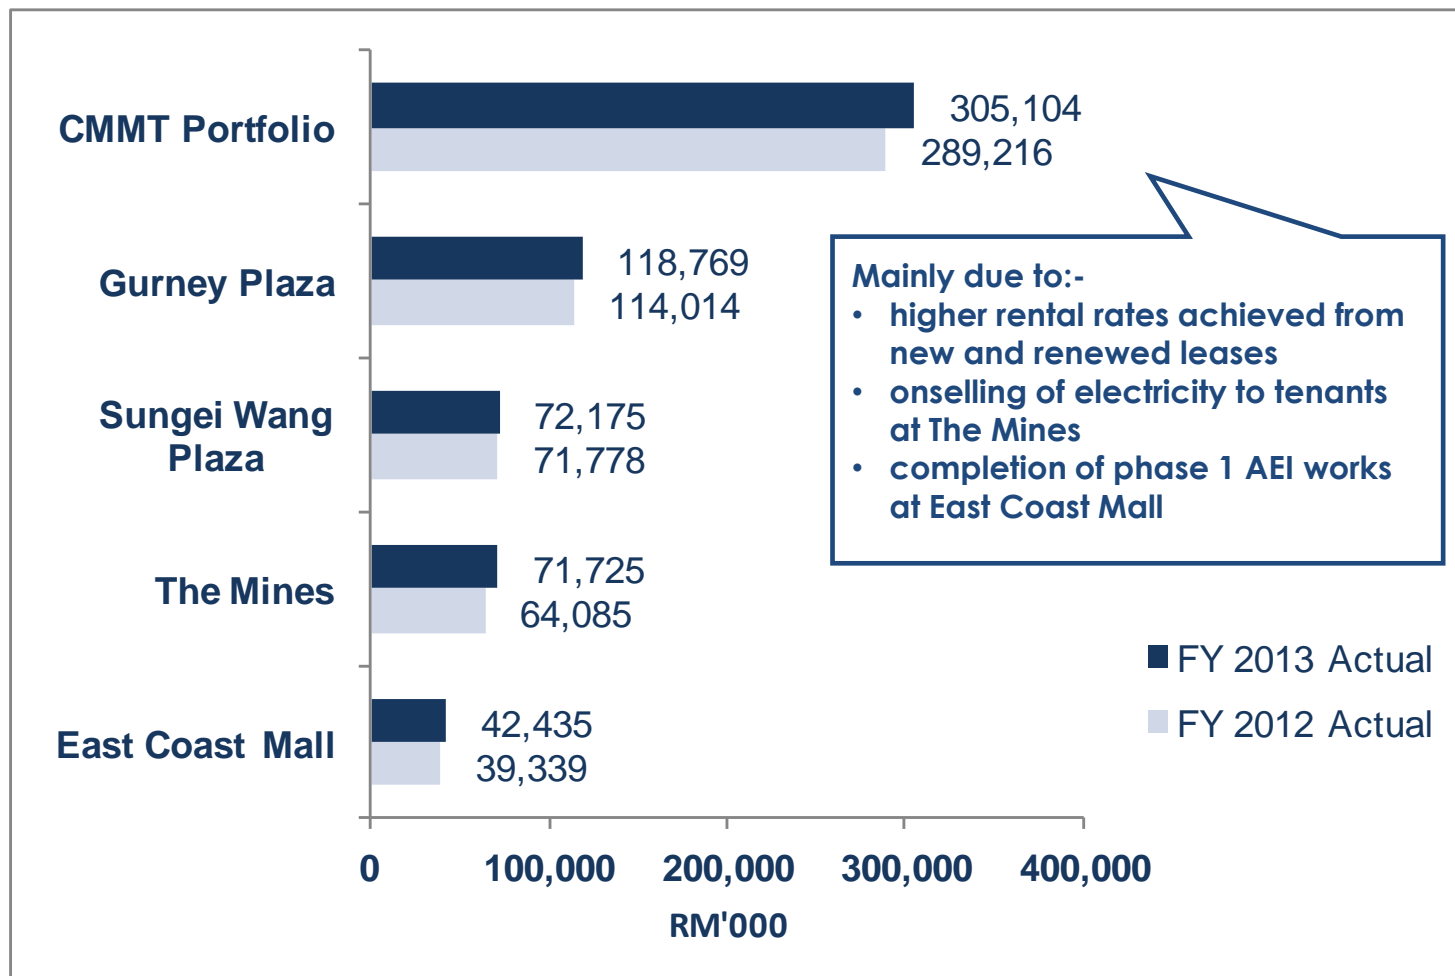 CMMT Portfolio
305,104
289,216
Gurney Plaza
118,769
114,014
Sungei Wang
Plaza
72,175
71,778
The Mines
71,725
64,085
East Coast Mall
42,435
39,339
Mainly due to:-
• higher rental rates achieved from
new and renewed leases
• onselling of electricity to tenants
at The Mines
• completion of phase 1 AEI works
at East Coast Mall
FY 2013 Actual
FY 2012 Actual
0 100,000 200,000 300,000 400,000
RM'000